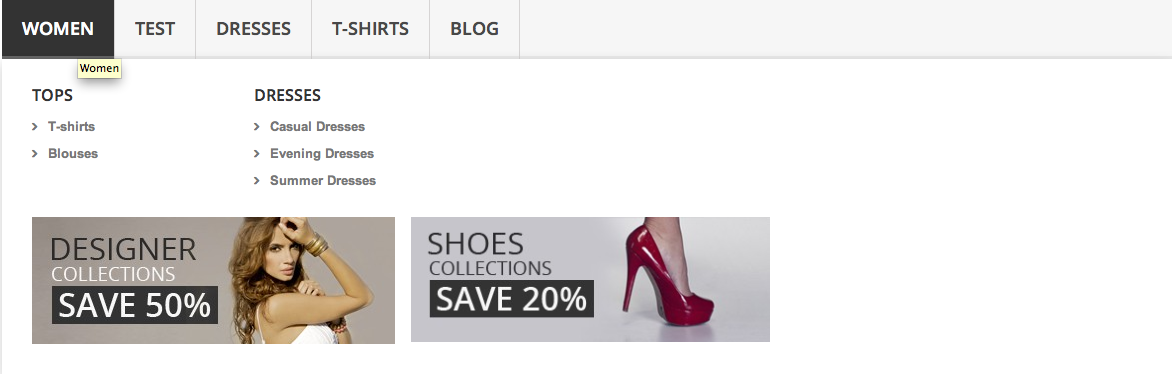 WOMEN TEST DRESSES T-SHIRTS BLOG
Women
TOPS
T-shirts
Blouses
DRESSES
Casual Dresses
Evening Dresses
Summer Dresses
DESIGNER
COLLECTIONS
SAVE 50%
SHOES
COLLECTIONS
SAVE 20%